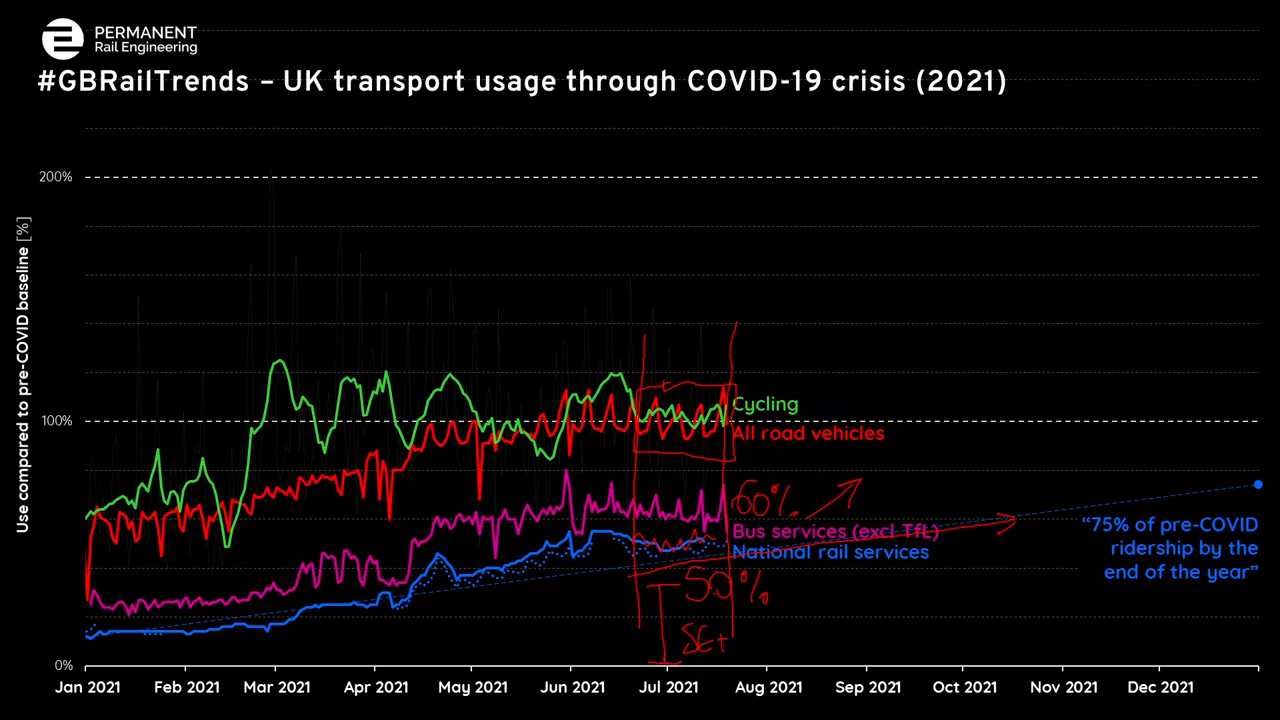 PERMANENT
Rail Engineering
#GBRailTrends – UK transport usage through COVID-19 crisis (2021)
Use compared to pre-COVID baseline [%]
200%
100%
0%
Cycling
All road vehicles
60%
Bus services (excl TfL)
National rail services
50%
"75% of pre-COVID
ridership by the
end of the year"
Jan 2021
Feb 2021
Mar 2021
Apr 2021
May 2021
Jun 2021
Jul 2021
Aug 2021
Sep 2021
Oct 2021
Nov 2021
Dec 2021